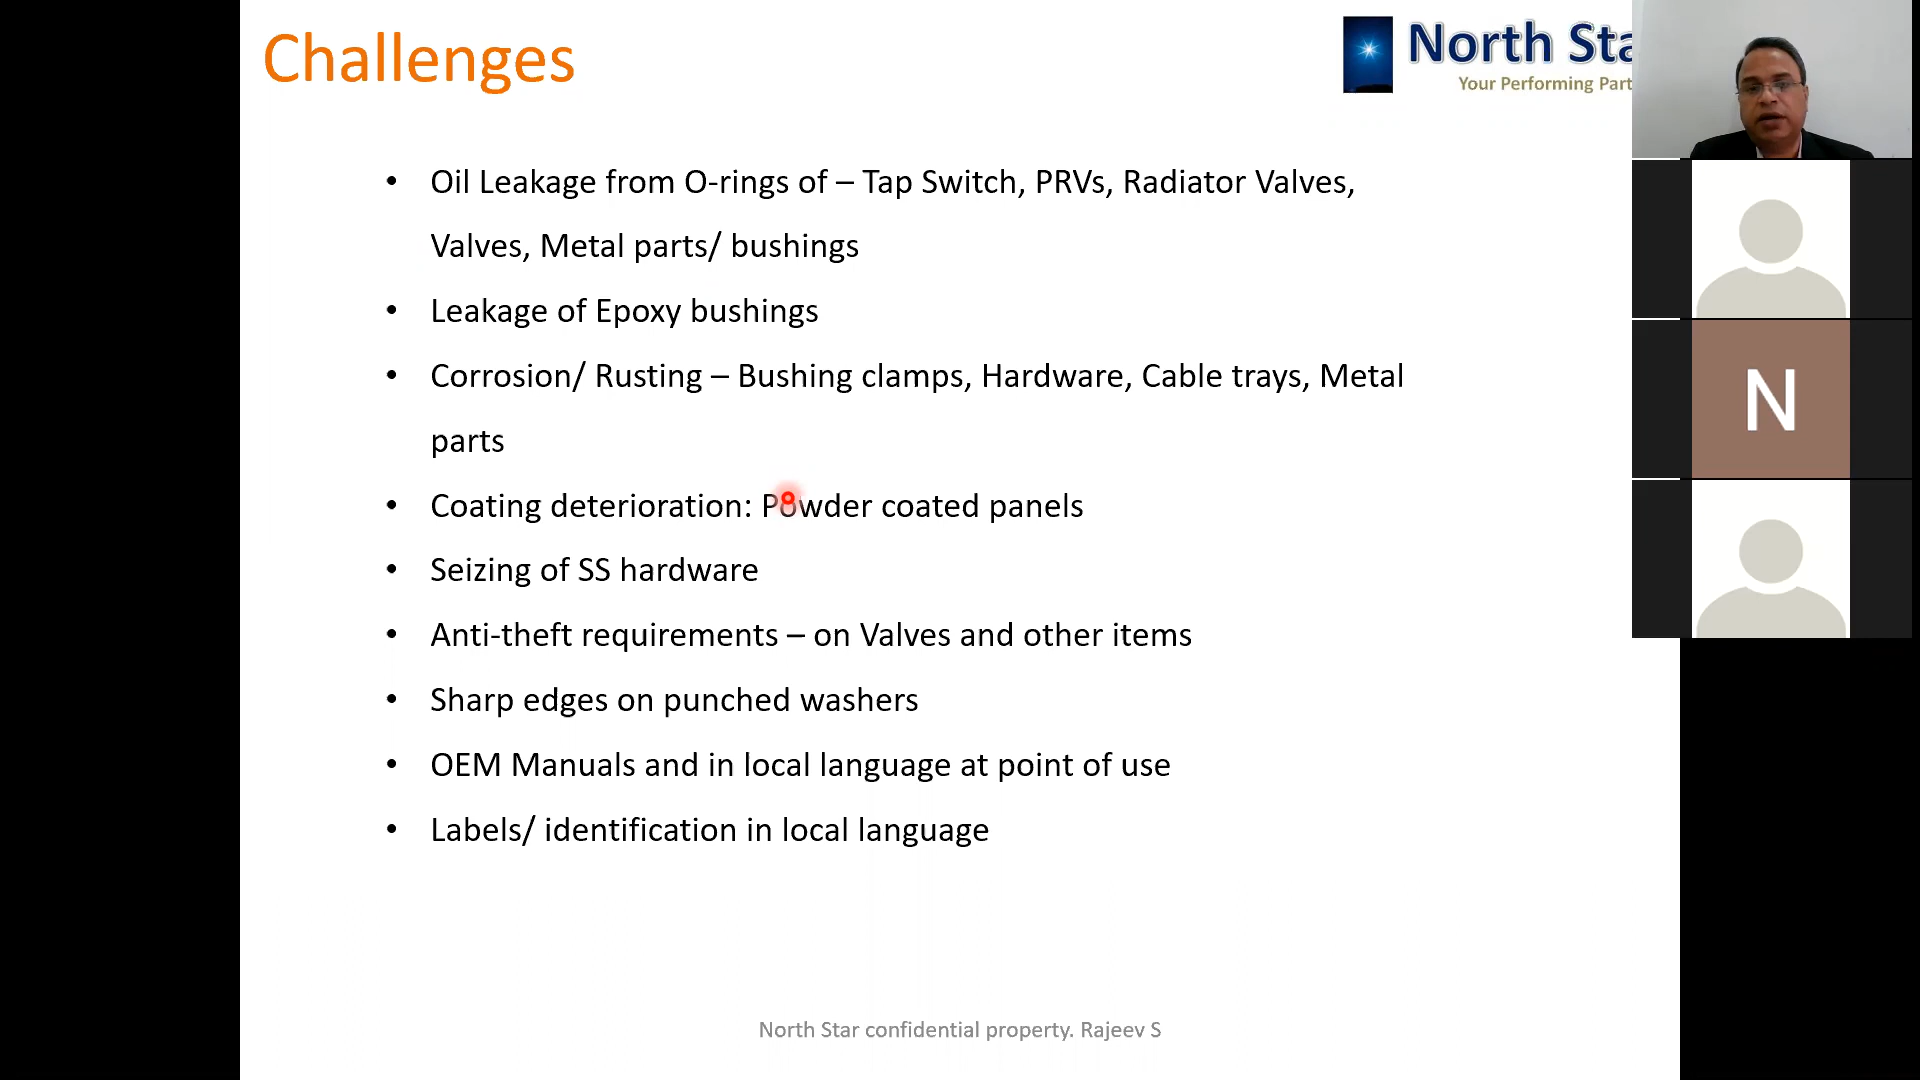 Challenges
North Sta
Your Performing Part
• Oil Leakage from O-rings of – Tap Switch, PRVs, Radiator Valves,
Valves, Metal parts/ bushings
• Leakage of Epoxy bushings
• Corrosion/ Rusting – Bushing clamps, Hardware, Cable trays, Metal
parts
• Coating deterioration: Powder coated panels
• Seizing of SS hardware
• Anti-theft requirements – on Valves and other items
• Sharp edges on punched washers
• OEM Manuals and in local language at point of use
• Labels/ identification in local language
North Star confidential property. Rajeev S
N